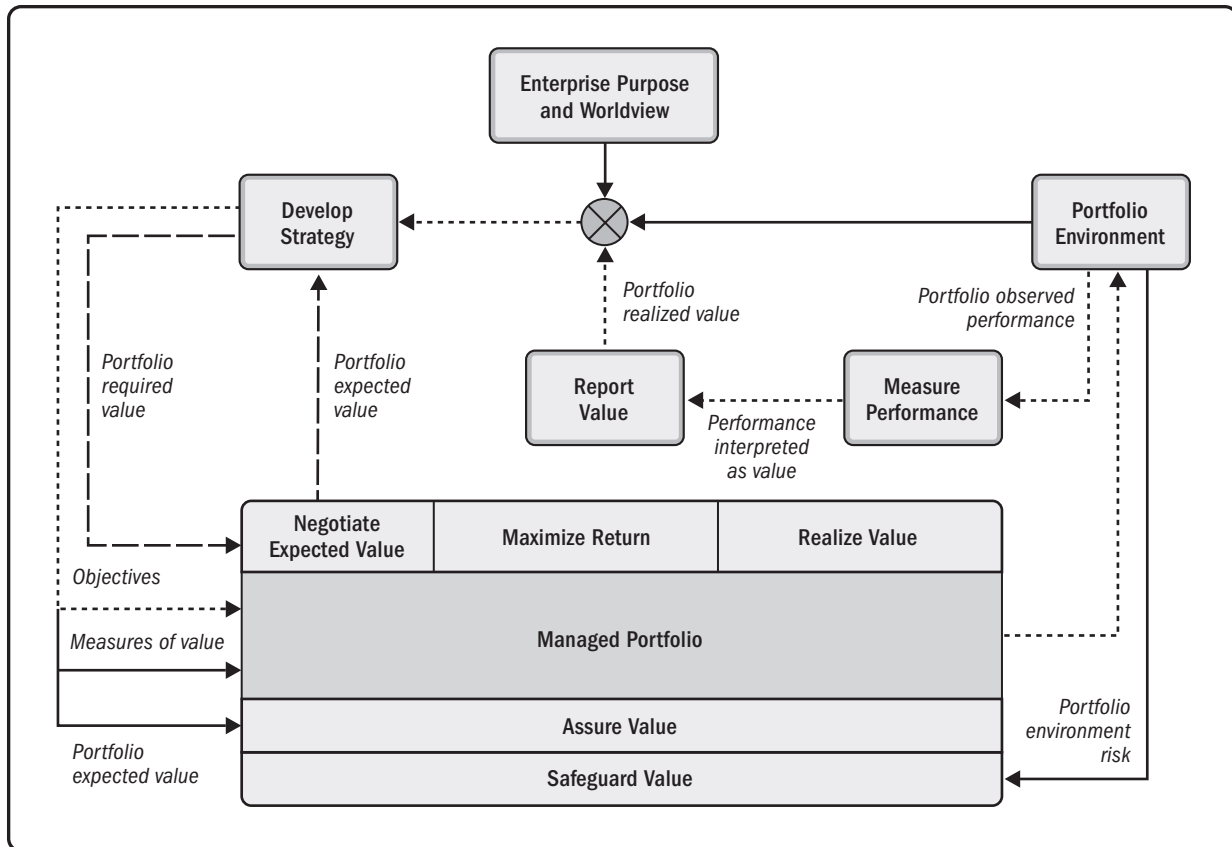 Enterprise Purpose
and Worldview
Develop
Strategy
Portfolio
Environment
Portfolio
realized value
Portfolio observed
performance
Portfolio
required
value
Portfolio
expected
value
Report
Value
Measure
Performance
Performance
interpreted
as value
Negotiate
Expected Value
Maximize Return
Realize Value
Objectives
Measures of value
Managed Portfolio
Portfolio
expected value
Assure Value
Portfolio
environment
risk
Safeguard Value